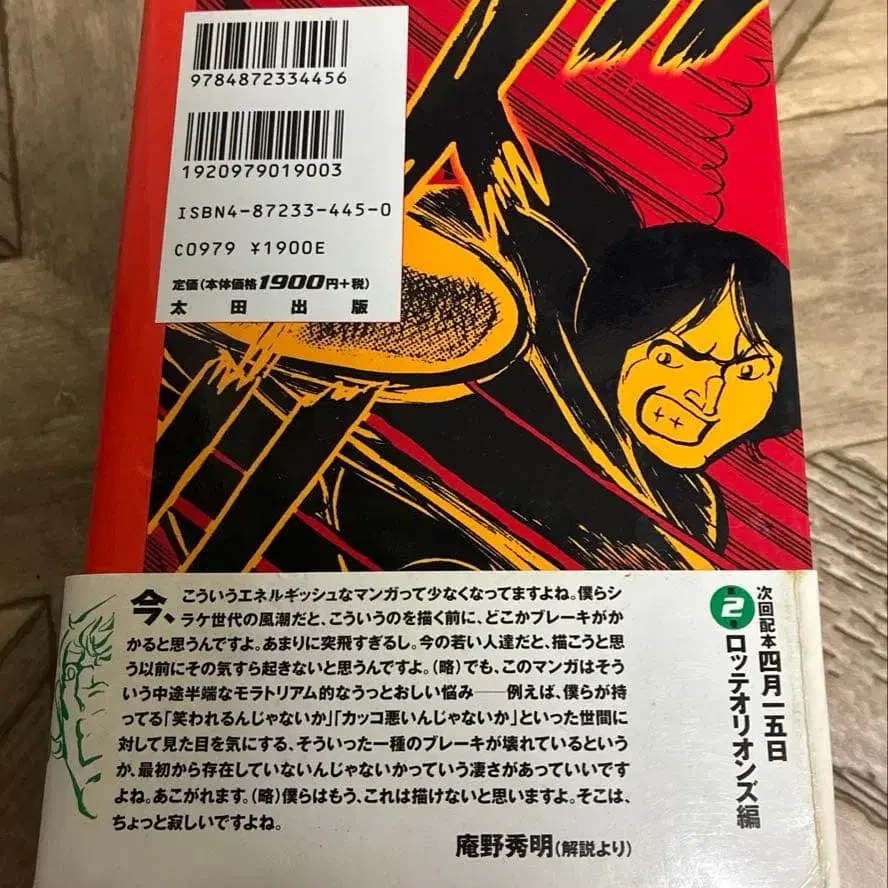 9784872334456
1920979019003
ISBN4-87233-445-0
C0979 ¥1900E
定価(本体価格1900円+税)
太田出版
今、こういうエネルギッシュなマンガって少なくなってますよね。僕らシ
ラケ世代の風潮だと、こういうのを描く前に、どこかブレーキがか
かると思うんですよ。あまりに突飛すぎるし。今の若い人達だと、描こうと思
う以前にその気すら起きないと思うんですよ。(略)でも、このマンガはそう
いう中途半端なモラトリアム的なうっとおしい悩み——例えば、僕らが持
ってる「笑われるんじゃないか」「カッコ悪いんじゃないか」といった世間に
対して見た目を気にする、そういった一種のブレーキが壊れているという
か、最初から存在していないんじゃないかっていう凄さがあっていいです
よね。あこがれます。(略)僕らはもう、これは描けないと思いますよ。そこは、
ちょっと寂しいですよね。
庵野秀明(解説より)
次回配本四月一五日
第2巻ロッテオリオンズ編